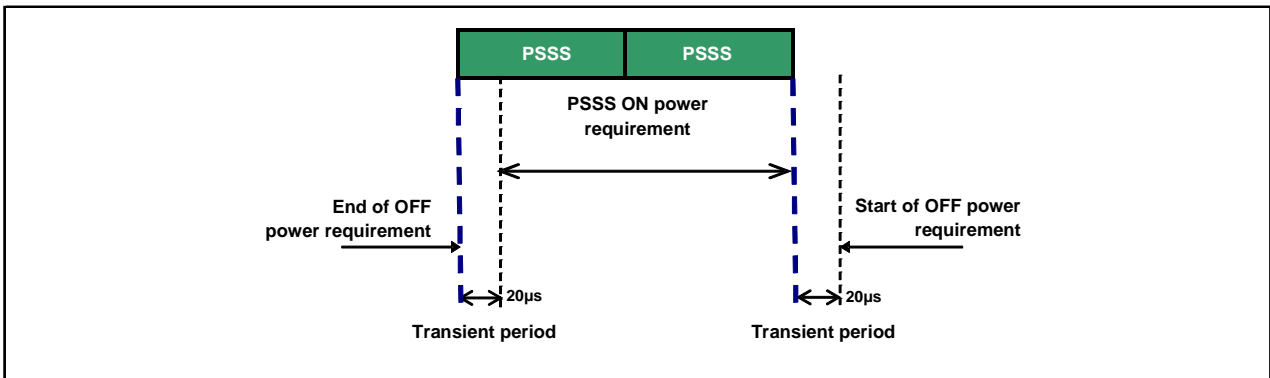 PSSS PSSS
PSSS ON power
requirement
End of OFF
power requirement
Start of OFF power
requirement
20µs
20µs
Transient period
Transient period